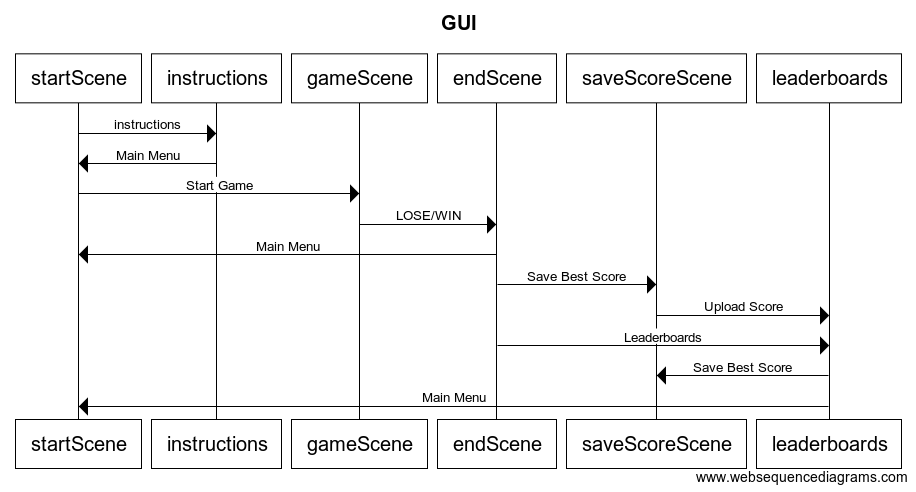 GUI
startScene
instructions
gameScene
endScene
saveScoreScene
leaderboards
instructions
Main Menu
Start Game
LOSE/WIN
Main Menu
Save Best Score
Upload Score
Leaderboards
Save Best Score
Main Menu
startScene
instructions
gameScene
endScene
saveScoreScene
leaderboards
www.websequencediagrams.com